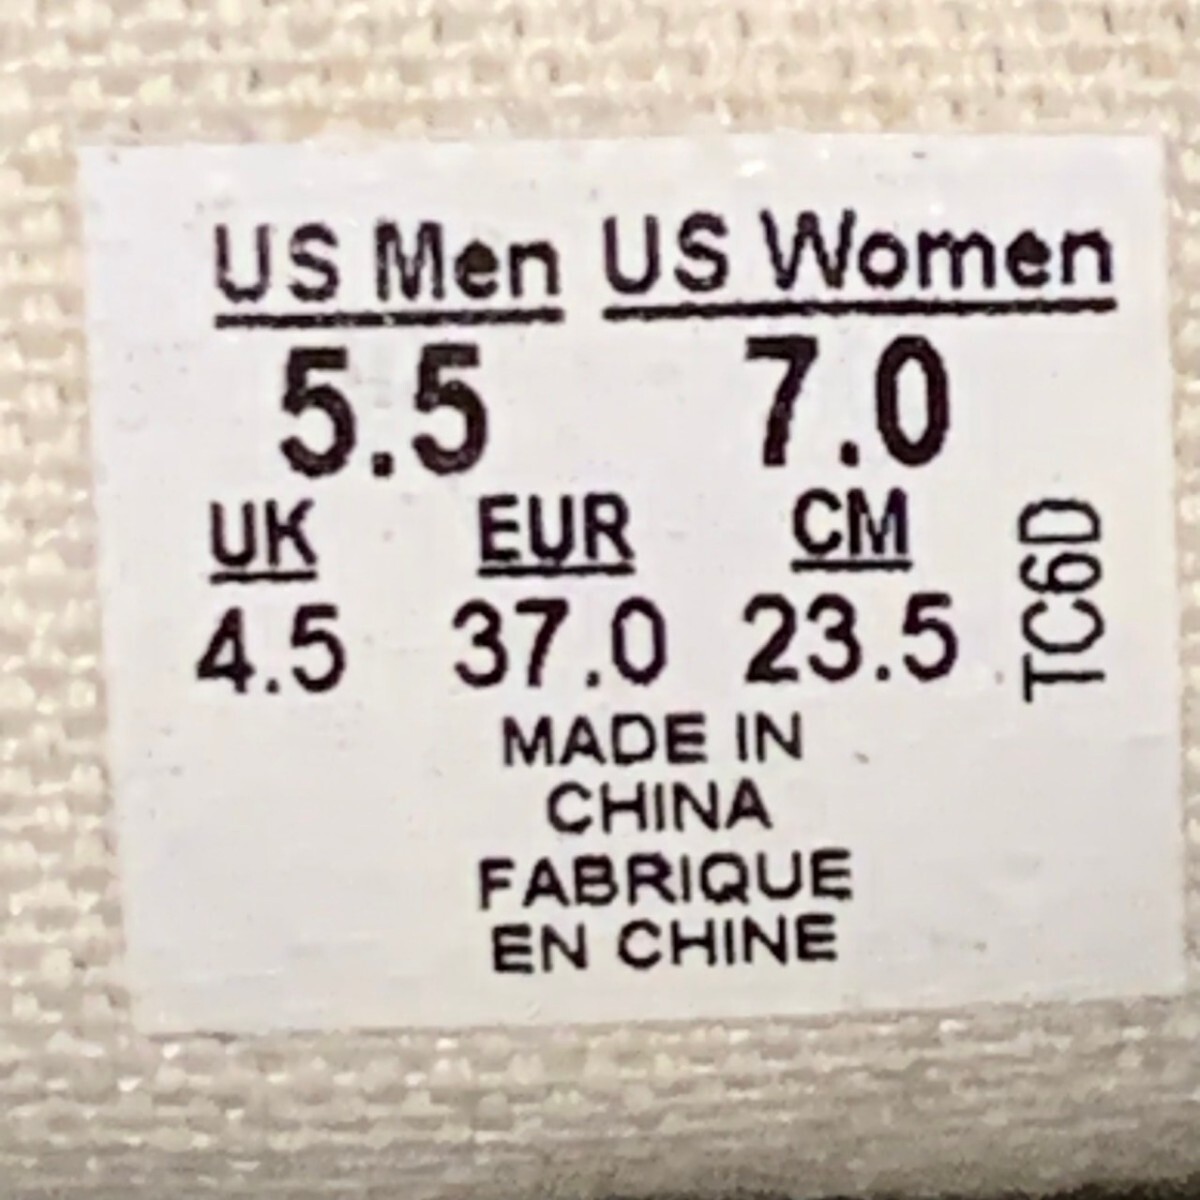 US Men US Women
5.5 7.0
UK EUR CM
4.5 37.0 23.5
TC6D
MADE IN
CHINA
FABRIQUE
EN CHINE